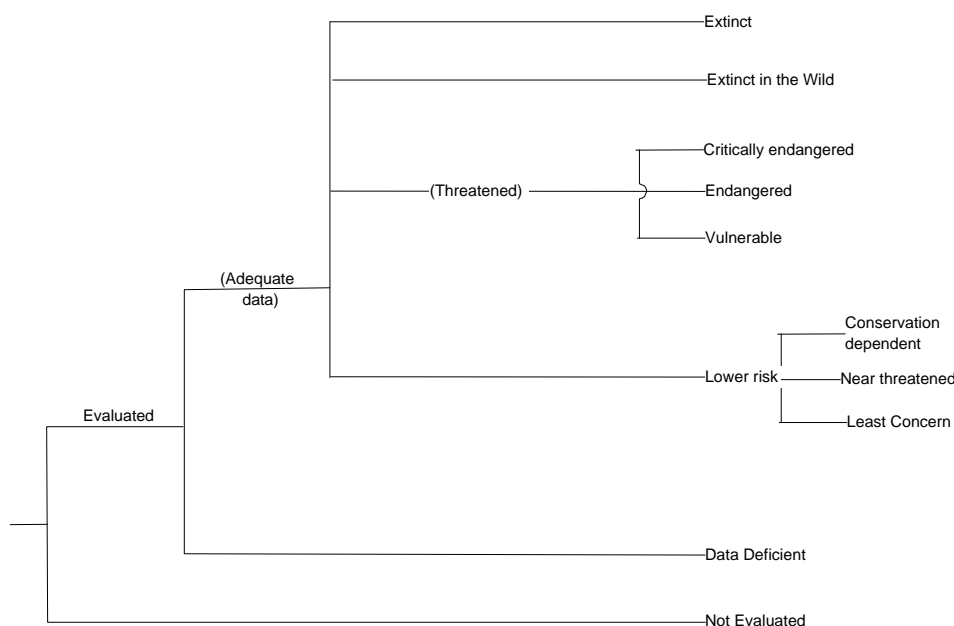 Extinct
Extinct in the Wild
Critically endangered
(Threatened)
Endangered
Vulnerable
(Adequate
data)
Conservation
dependent
Lower risk
Near threatened
Least Concern
Evaluated
Data Deficient
Not Evaluated